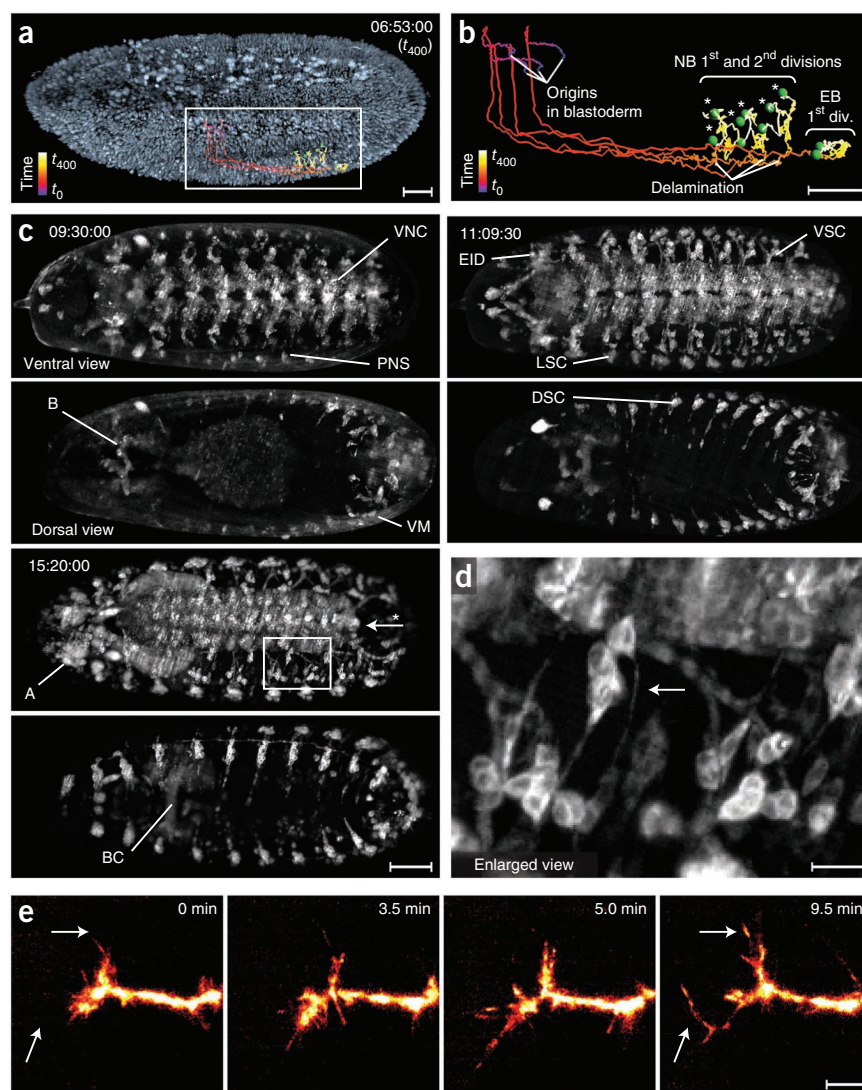 a
06:53:00
(t400)
Time
t400
t0
b
NB 1st and 2nd divisions
Origins
in blastoderm
EB
1st div.
* * * * * * *
Time
t400
t0
Delamination
c
09:30:00
VNC
Ventral view
PNS
B
Dorsal view
VM
11:09:30
EID
VSC
LSC
DSC
15:20:00
*
A
BC
d
Enlarged view
e
0 min
3.5 min
5.0 min
9.5 min